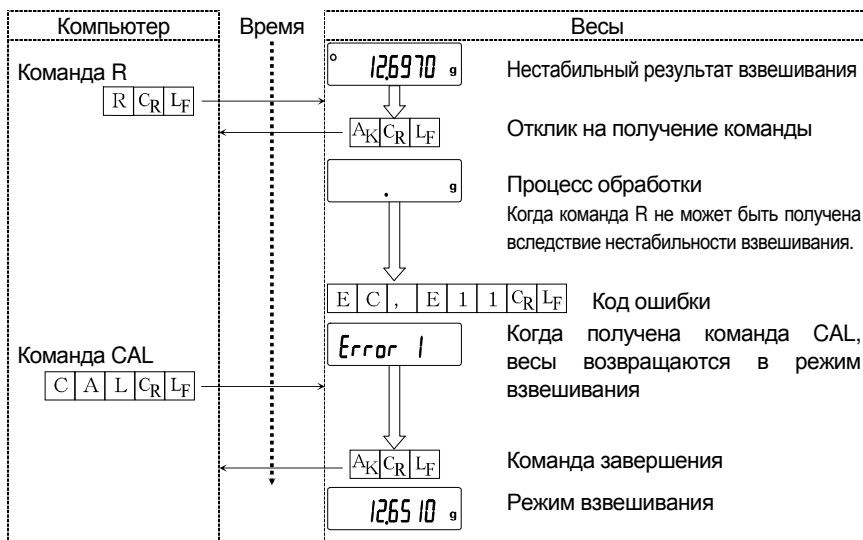 Компьютер Время Весы
Команда R
12.6970 g Нестабильный результат взвешивания
R CR LF
AK CR LF Отклик на получение команды
. g Процесс обработки
Когда команда R не может быть получена
вследствие нестабильности взвешивания.
E C , E 1 1 CR LF Код ошибки
Error 1 Когда получена команда CAL,
Команда CAL весы возвращаются в режим
C A L CR LF взвешивания
AK CR LF Команда завершения
12.6510 g Режим взвешивания